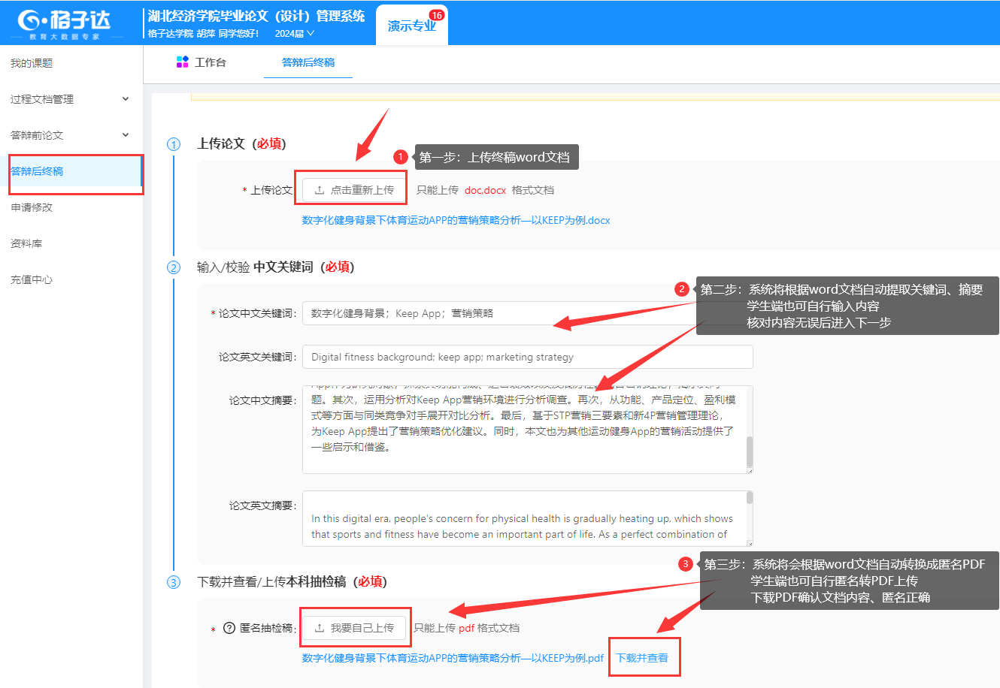 格子达
教育大数据专家
湖北经济学院毕业论文（设计）管理系统
格子达学院 胡萍 同学您好！ 2024届
演示专业
16
我的课题
过程文档管理
答辩前论文
答辩后终稿
申请修改
资料库
充值中心
工作台
答辩后终稿
1 上传论文（必填）
1 第一步：上传终稿word文档
* 上传论文 点击重新上传 只能上传 doc,docx 格式文档
数字化健身背景下体育运动APP的营销策略分析—以KEEP为例.docx
2 输入/校验 中文关键词（必填）
2 第二步：系统将根据word文档自动提取关键词、摘要
学生端也可自行输入内容
核对内容无误后进入下一步
* 论文中文关键词： 数字化健身背景；Keep App；营销策略
论文英文关键词： Digital fitness background; keep app; marketing strategy
论文中文摘要：
题。其次，运用分析对Keep App营销环境进行分析调查。再次，从功能、产品定位、盈利模
式等方面与同类竞争对手展开对比分析。最后，基于STP营销三要素和新4P营销管理理论，
为Keep App提出了营销策略优化建议。同时，本文也为其他运动健身App的营销活动提供了
一些启示和借鉴。
论文英文摘要：
In this digital era, people's concern for physical health is gradually heating up, which shows
that sports and fitness have become an important part of life. As a perfect combination of
3 下载并查看/上传本科抽检稿（必填）
3 第三步：系统将会根据word文档自动转换成匿名PDF
学生端也可自行匿名转PDF上传
下载PDF确认文档内容、匿名正确
* ? 匿名抽检稿: 我要自己上传 只能上传 pdf 格式文档
数字化健身背景下体育运动APP的营销策略分析—以KEEP为例.pdf 下载并查看